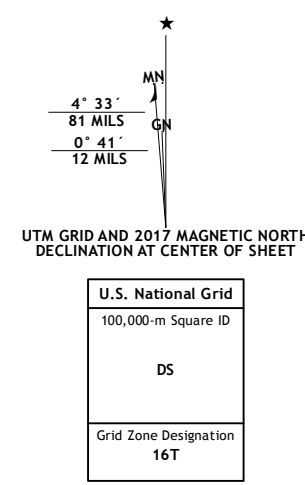 ★
MN
4° 33´
81 MILS
GN
0° 41´
12 MILS
UTM GRID AND 2017 MAGNETIC NORTH
DECLINATION AT CENTER OF SHEET
U.S. National Grid
100,000-m Square ID
DS
Grid Zone Designation
16T